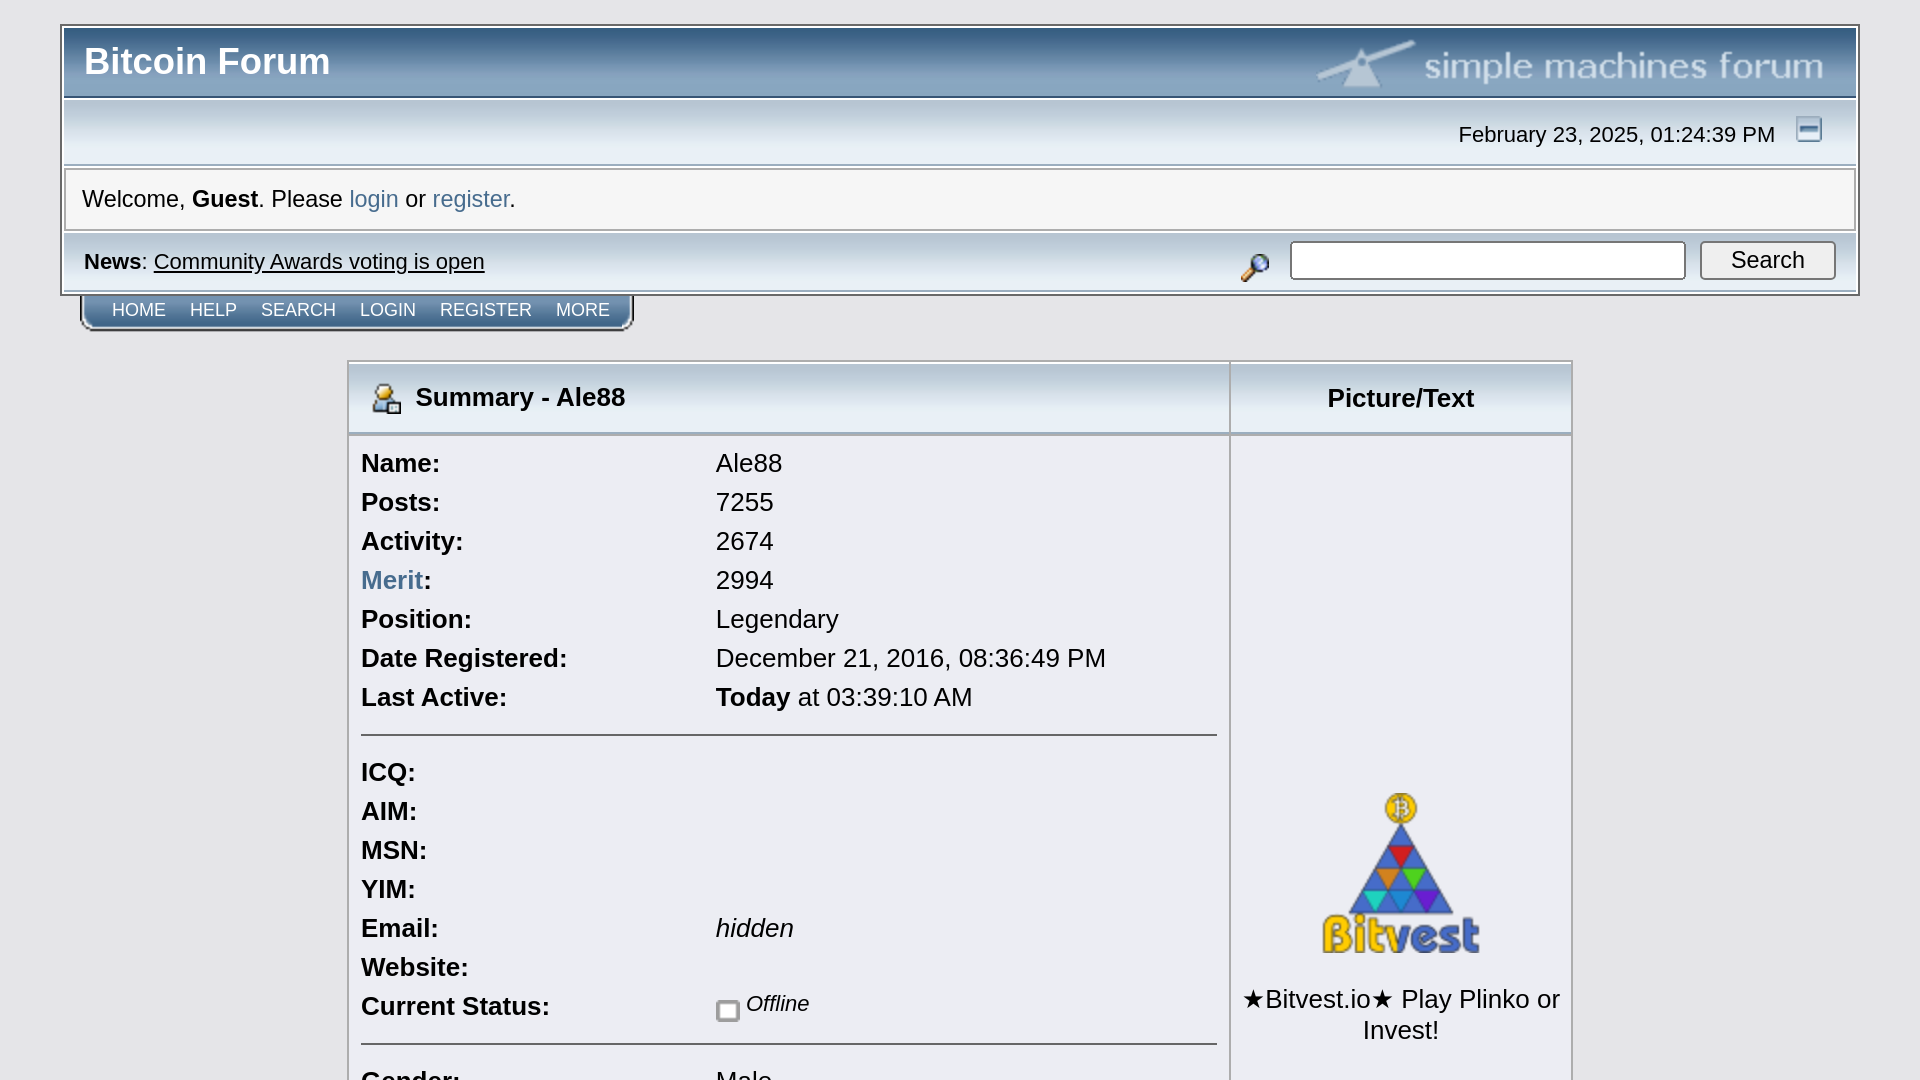 Bitcoin Forum
simple machines forum
February 23, 2025, 01:24:39 PM
Welcome, Guest. Please login or register.
News: Community Awards voting is open
Search
HOME HELP SEARCH LOGIN REGISTER MORE
Summary - Ale88
Picture/Text
Name: Ale88
Posts: 7255
Activity: 2674
Merit: 2994
Position: Legendary
Date Registered: December 21, 2016, 08:36:49 PM
Last Active: Today at 03:39:10 AM
ICQ:
AIM:
MSN:
YIM:
Email: hidden
Website:
Current Status: Offline
Bitvest
★Bitvest.io★ Play Plinko or
Invest!
Gender: Male